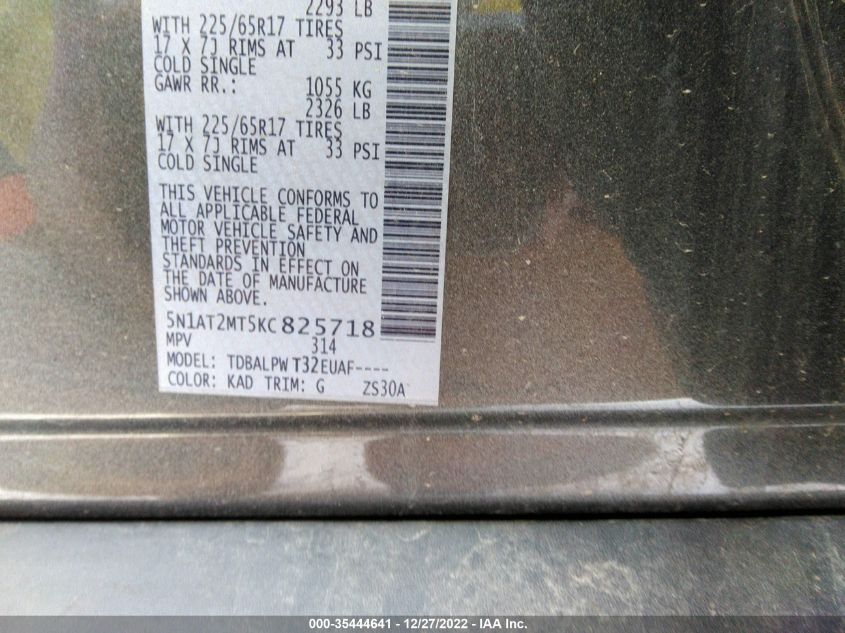 2293 LB
WITH 225/65R17 TIRES
17 X 7J RIMS AT 33 PSI
COLD SINGLE
GAWR RR.: 1055 KG
2326 LB
WITH 225/65R17 TIRES
17 X 7J RIMS AT 33 PSI
COLD SINGLE
THIS VEHICLE CONFORMS TO
ALL APPLICABLE FEDERAL
MOTOR VEHICLE SAFETY AND
THEFT PREVENTION
STANDARDS IN EFFECT ON
THE DATE OF MANUFACTURE
SHOWN ABOVE.
5N1AT2MT5KC825718
MPV 314
MODEL: TDBALPW T32EUAF----
COLOR: KAD TRIM: G ZS30A
000-35444641 - 12/27/2022 - IAA Inc.